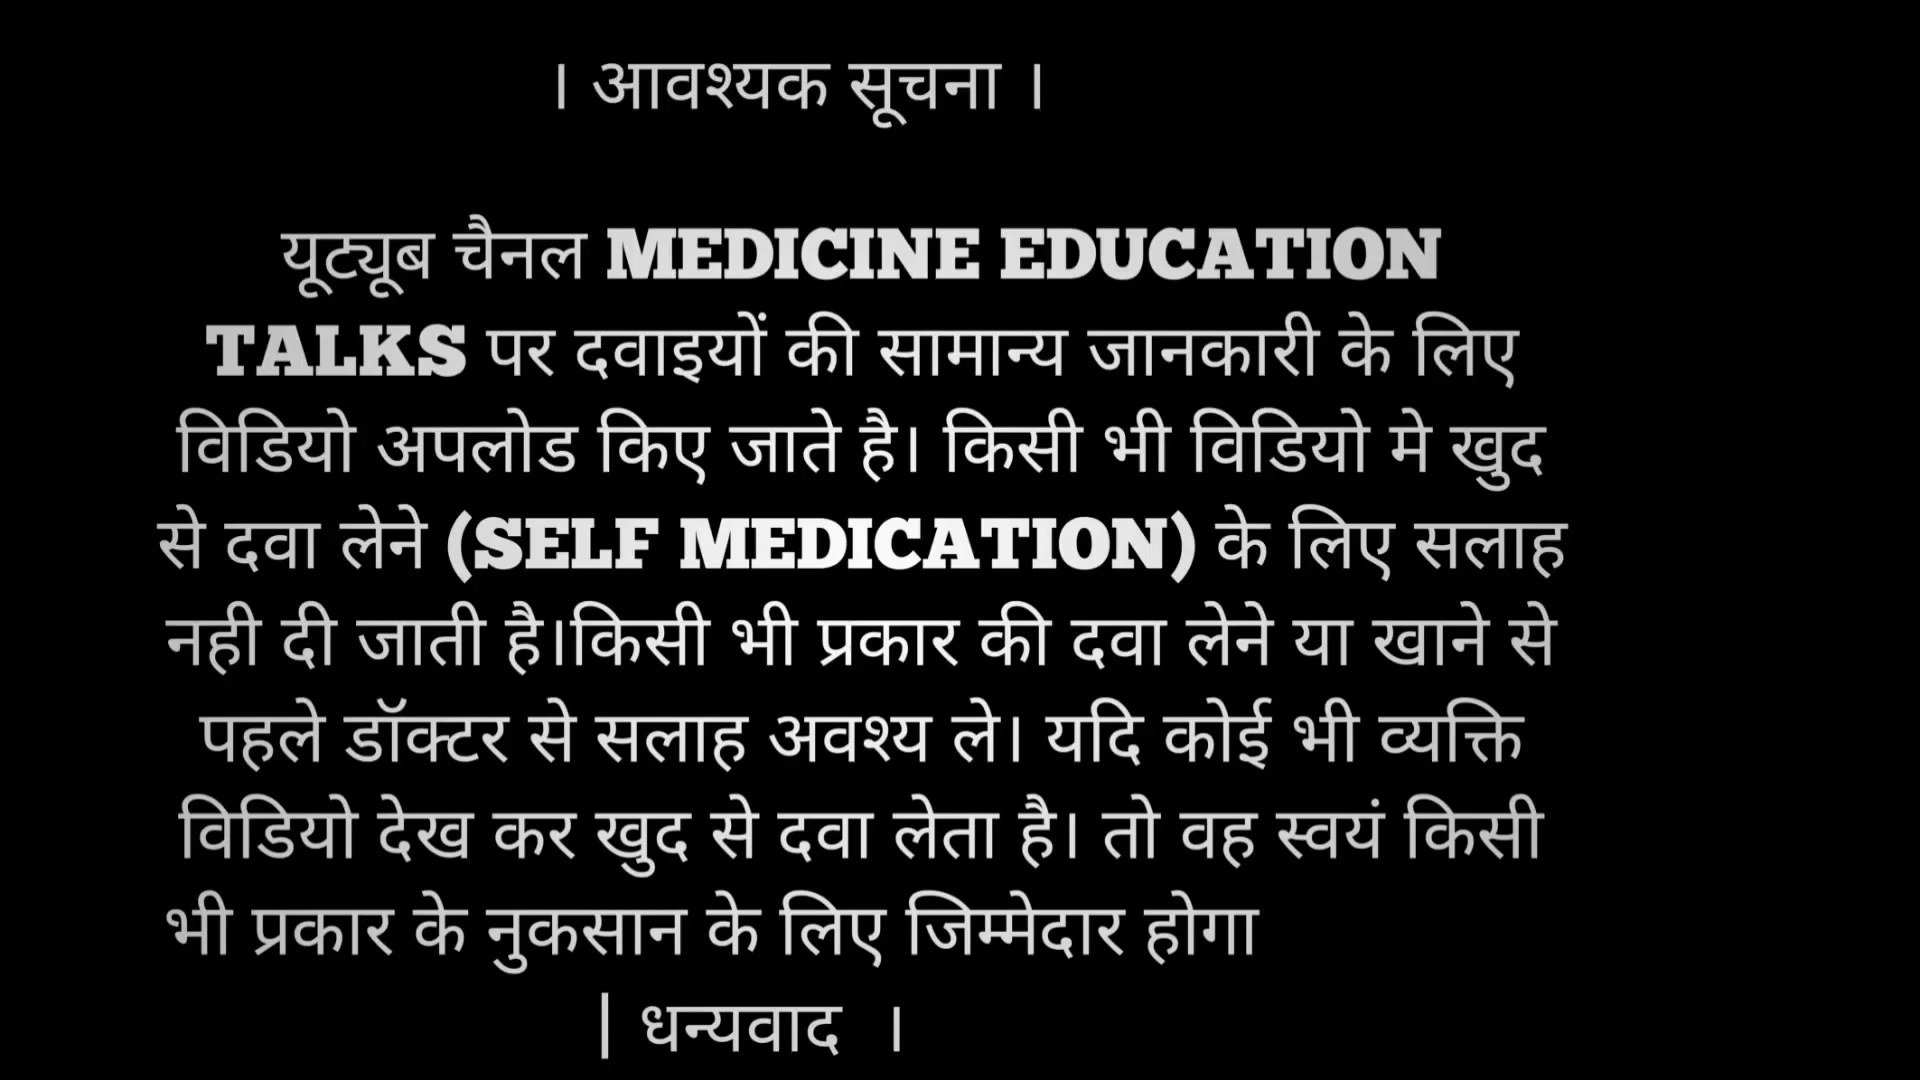 । आवश्यक सूचना ।
यूट्यूब चैनल MEDICINE EDUCATION
TALKS पर दवाइयों की सामान्य जानकारी के लिए
विडियो अपलोड किए जाते है। किसी भी विडियो मे खुद
से दवा लेने (SELF MEDICATION) के लिए सलाह
नही दी जाती है।किसी भी प्रकार की दवा लेने या खाने से
पहले डॉक्टर से सलाह अवश्य ले। यदि कोई भी व्यक्ति
विडियो देख कर खुद से दवा लेता है। तो वह स्वयं किसी
भी प्रकार के नुकसान के लिए जिम्मेदार होगा
| धन्यवाद ।